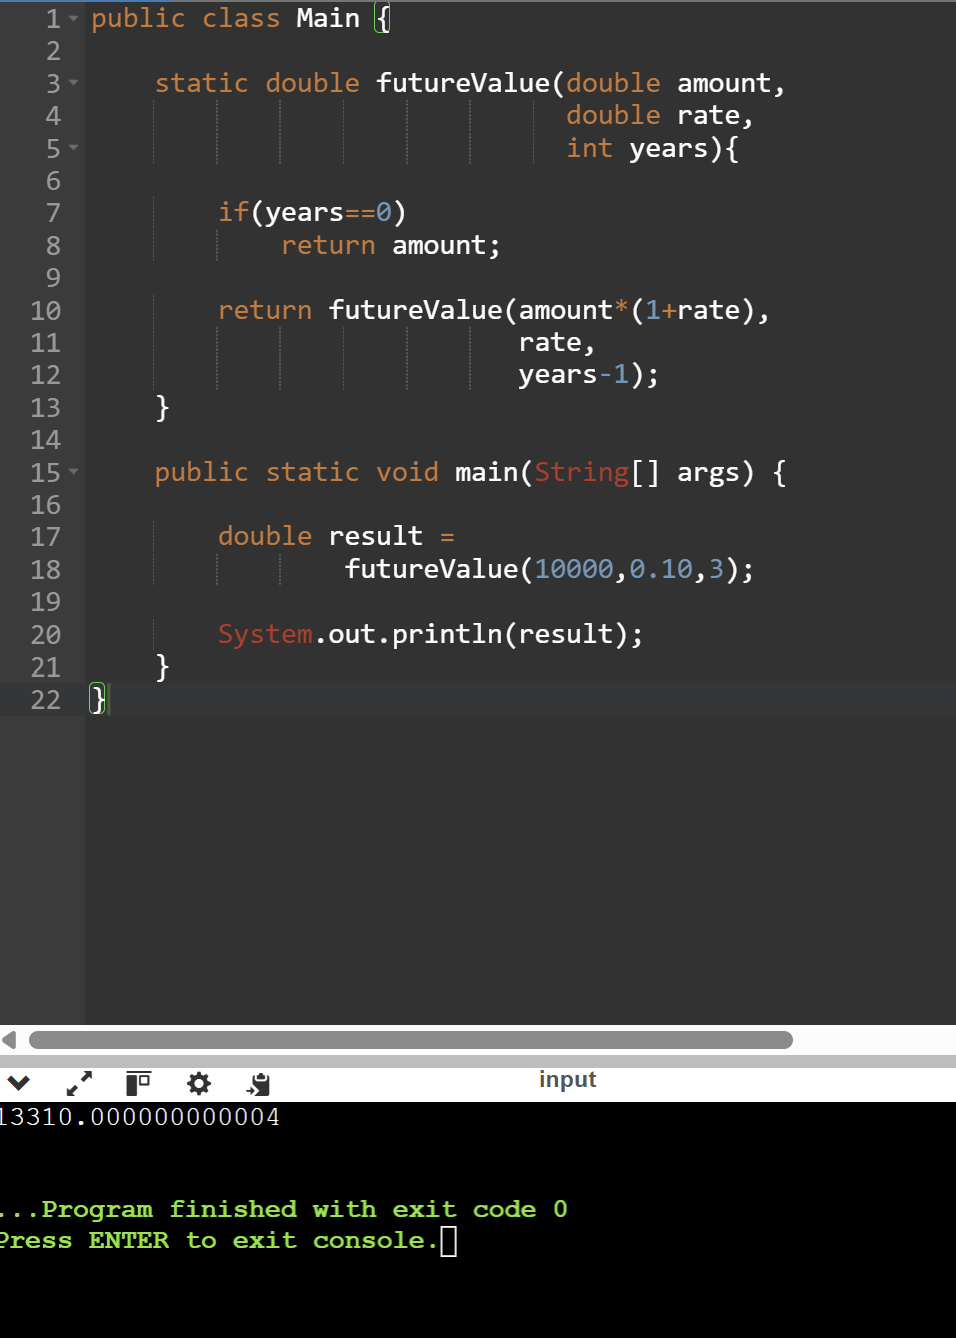 1 public class Main {
2
3 static double futureValue(double amount,
4 double rate,
5 int years){
6
7 if(years==0)
8 return amount;
9
10 return futureValue(amount*(1+rate),
11 rate,
12 years-1);
13 }
14
15 public static void main(String[] args) {
16
17 double result =
18 futureValue(10000,0.10,3);
19
20 System.out.println(result);
21 }
22 }
input
13310.000000000004
...Program finished with exit code 0
Press ENTER to exit console.